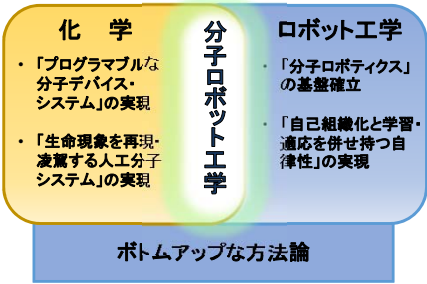 化　学
・「プログラマブルな
分子デバイス・
システム」の実現
・「生命現象を再現・
凌駕する人工分子
システム」の実現
分子ロボット工学
ロボット工学
・「分子ロボティクス」
の基盤確立
・「自己組織化と学習・
適応を併せ持つ自
律性」の実現
ボトムアップな方法論